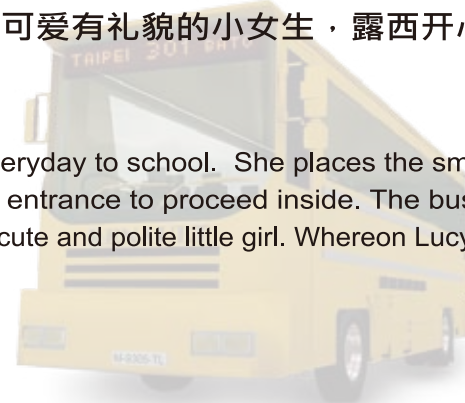 可爱有礼貌的小女生，露西开心
TAIPEI 301
eryday to school. She places the sm
entrance to proceed inside. The bus
cute and polite little girl. Whereon Lucy